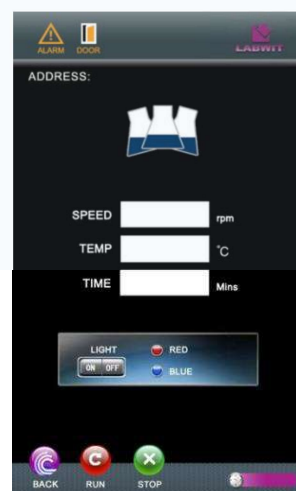 ALARM DOOR LABWIT
ADDRESS:
SPEED rpm
TEMP °C
TIME Mins
LIGHT RED
ON OFF BLUE
BACK RUN STOP